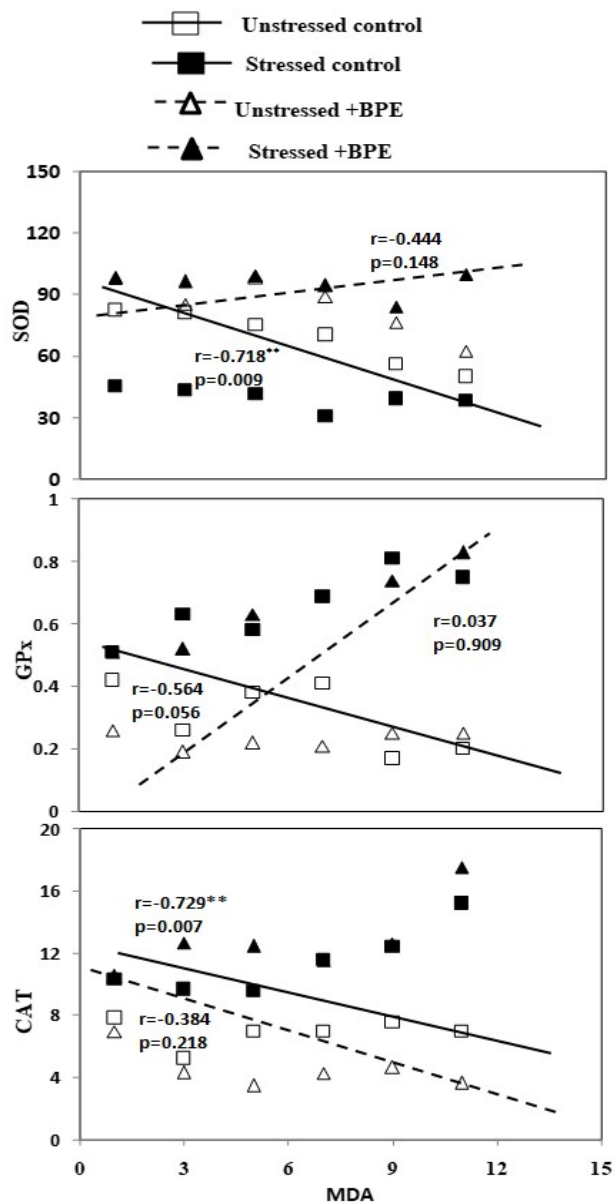 Unstressed control
Stressed control
Unstressed +BPE
Stressed +BPE
150
120
90
60
30
0
SOD
r=-0.444
p=0.148
r=-0.718**
p=0.009
1
0.8
0.6
0.4
0.2
0
GPx
r=0.037
p=0.909
r=-0.564
p=0.056
20
16
12
8
4
0
CAT
r=-0.729**
p=0.007
r=-0.384
p=0.218
0 3 6 9 12 15
MDA